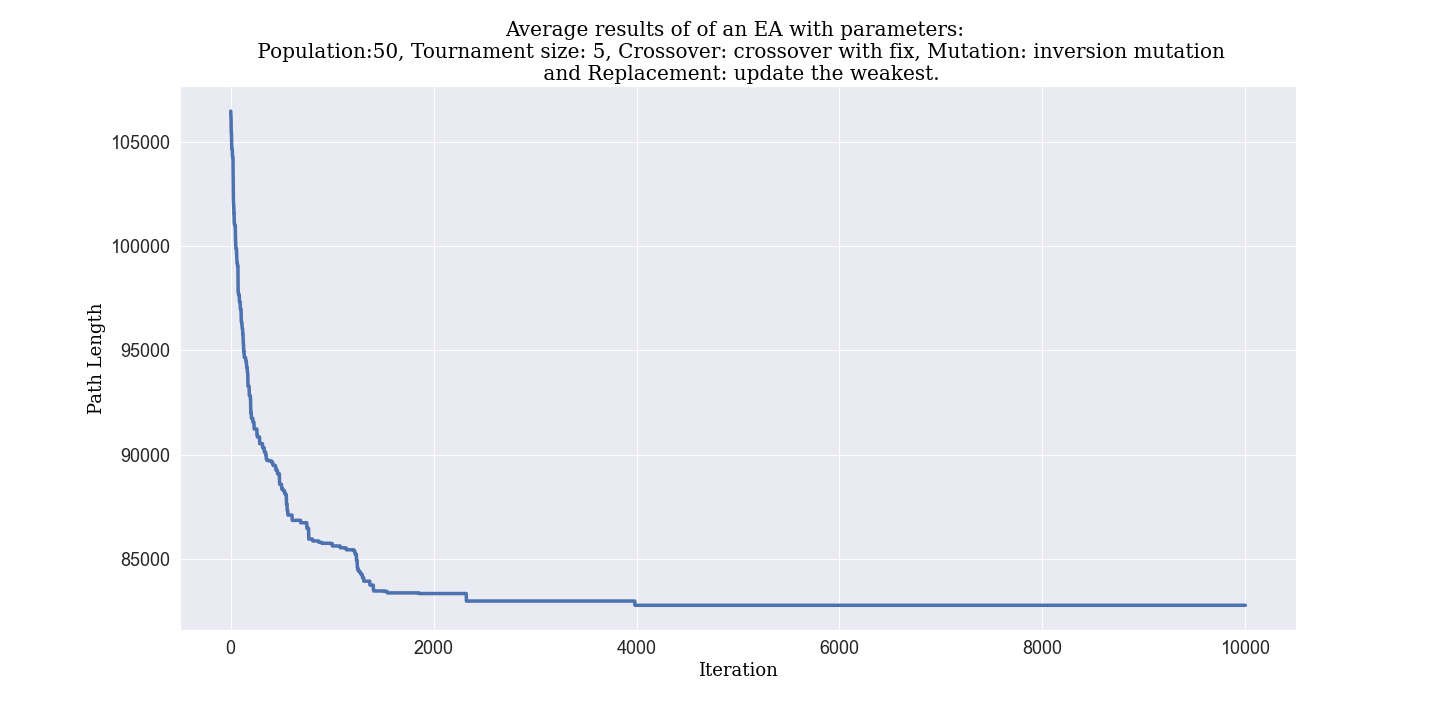 Average results of of an EA with parameters:
Population:50, Tournament size: 5, Crossover: crossover with fix, Mutation: inversion mutation
and Replacement: update the weakest.
105000
100000
95000
90000
85000
Path Length
0
2000
4000
6000
8000
10000
Iteration